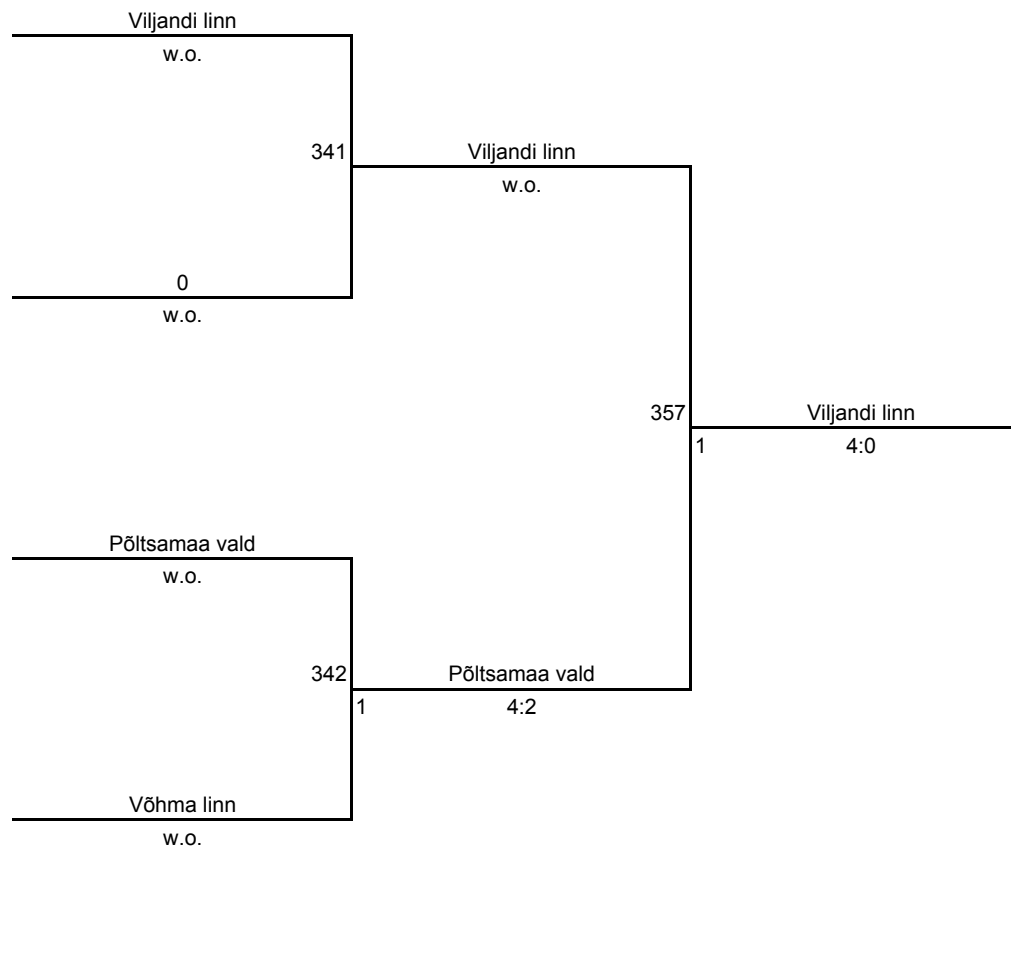 Viljandi linn
w.o.
341
Viljandi linn
w.o.
0
w.o.
357
Viljandi linn
1
4:0
Põltsamaa vald
w.o.
342
Põltsamaa vald
1
4:2
Võhma linn
w.o.